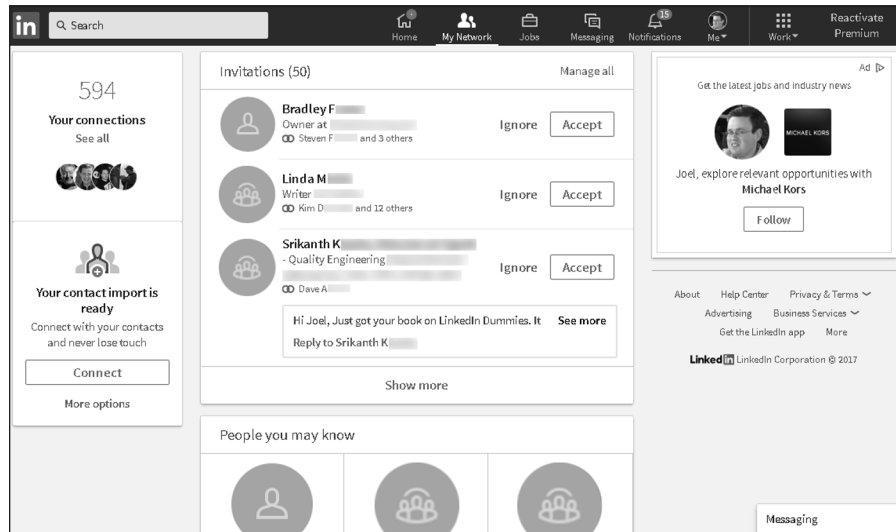 in
Search
Home
My Network
Jobs
Messaging
15
Notifications
Me
Work
Reactivate
Premium
594
Your connections
See all
Your contact import is
ready
Connect with your contacts
and never lose touch
Connect
More options
Invitations (50)
Manage all
Bradley F
Owner at
Steven F and 3 others
Ignore
Accept
Linda M
Writer
Kim D and 12 others
Ignore
Accept
Srikanth K
- Quality Engineering
Dave A
Ignore
Accept
Hi Joel, Just got your book on LinkedIn Dummies. It
See more
Reply to Srikanth K
Show more
People you may know
Ad
Get the latest jobs and industry news
MICHAEL KORS
Joel, explore relevant opportunities with
Michael Kors
Follow
About Help Center Privacy & Terms
Advertising Business Services
Get the LinkedIn app More
LinkedIn LinkedIn Corporation © 2017
Messaging